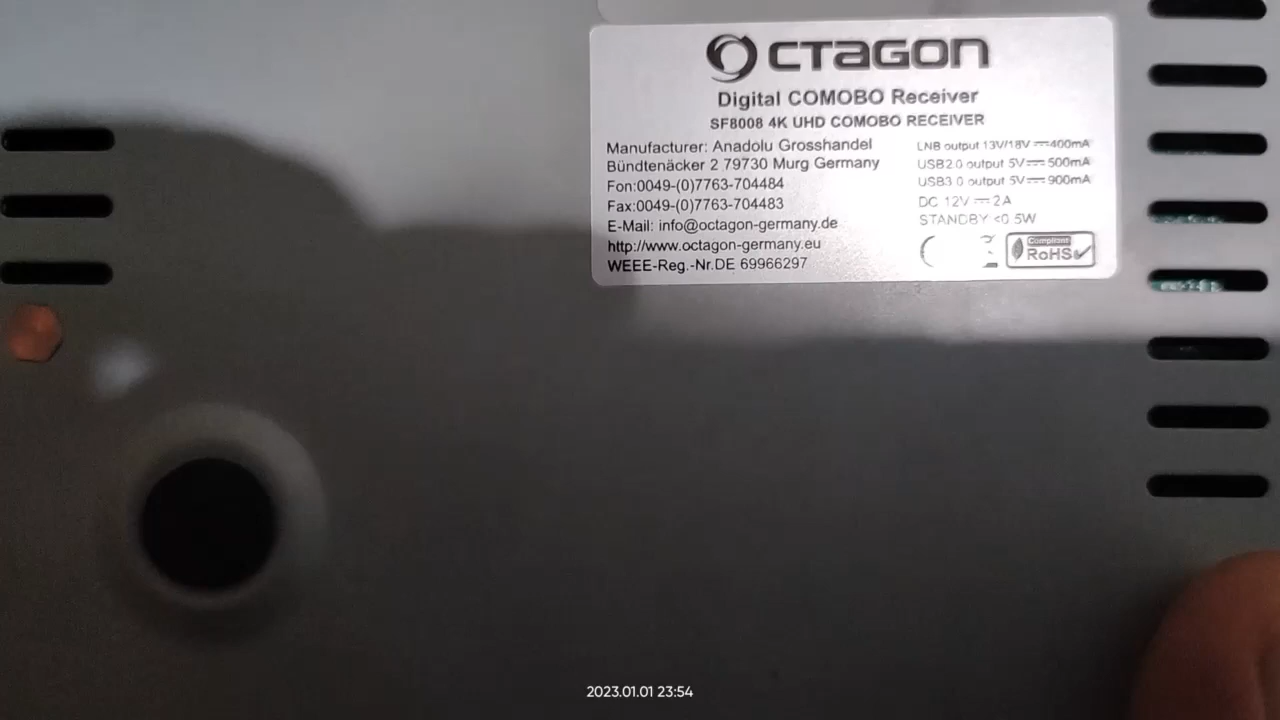 OCTAGON
Digital COMOBO Receiver
SF8008 4K UHD COMOBO RECEIVER
Manufacturer: Anadolu Grosshandel
Bündtenäcker 2 79730 Murg Germany
Fon:0049-(0)7763-704484
Fax:0049-(0)7763-704483
E-Mail: info@octagon-germany.de
http://www.octagon-germany.eu
WEEE-Reg.-Nr.DE 69966297
LNB output 13V/18V ⎓400mA
USB2.0 output 5V⎓500mA
USB3.0 output 5V⎓900mA
DC 12V ⎓2A
STANDBY <0.5W
CE
Compliant
RoHS
2023.01.01 23:54